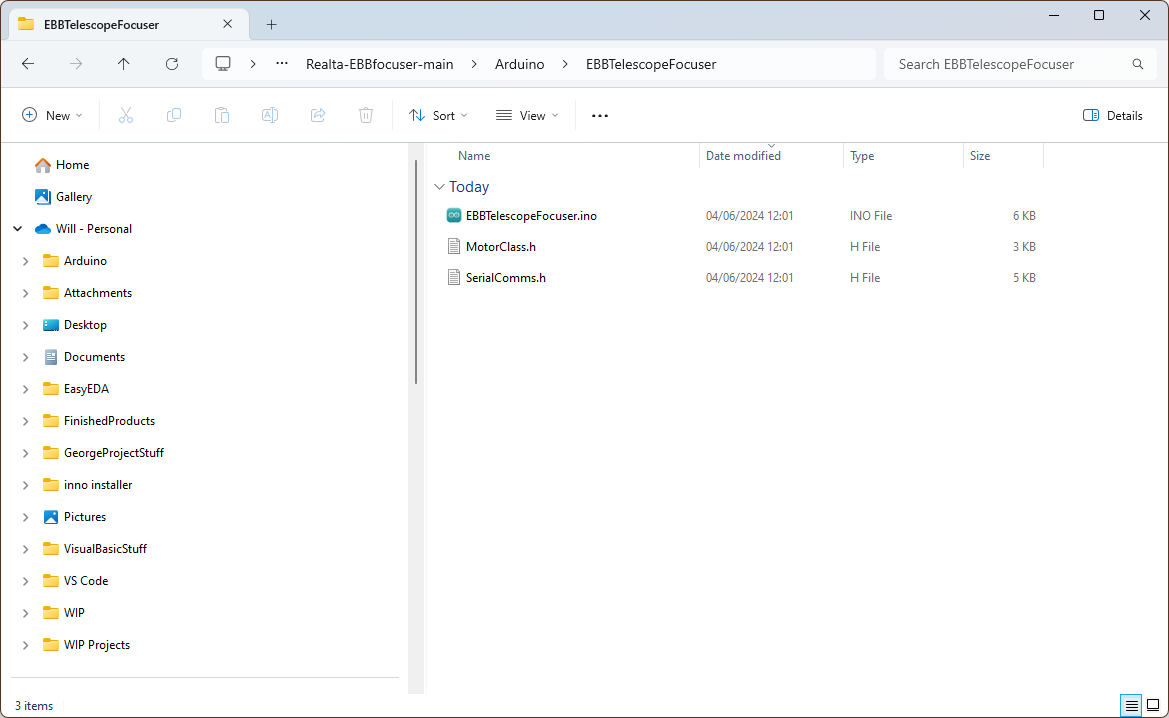 EBBTelescopeFocuser
Realta-EBBfocuser-main Arduino EBBTelescopeFocuser Search EBBTelescopeFocuser
New Sort View Details
Home
Gallery
Will - Personal
Arduino
Attachments
Desktop
Documents
EasyEDA
FinishedProducts
GeorgeProjectStuff
inno installer
Pictures
VisualBasicStuff
VS Code
WIP
WIP Projects
Name Date modified Type Size
Today
EBBTelescopeFocuser.ino 04/06/2024 12:01 INO File 6 KB
MotorClass.h 04/06/2024 12:01 H File 3 KB
SerialComms.h 04/06/2024 12:01 H File 5 KB
3 items